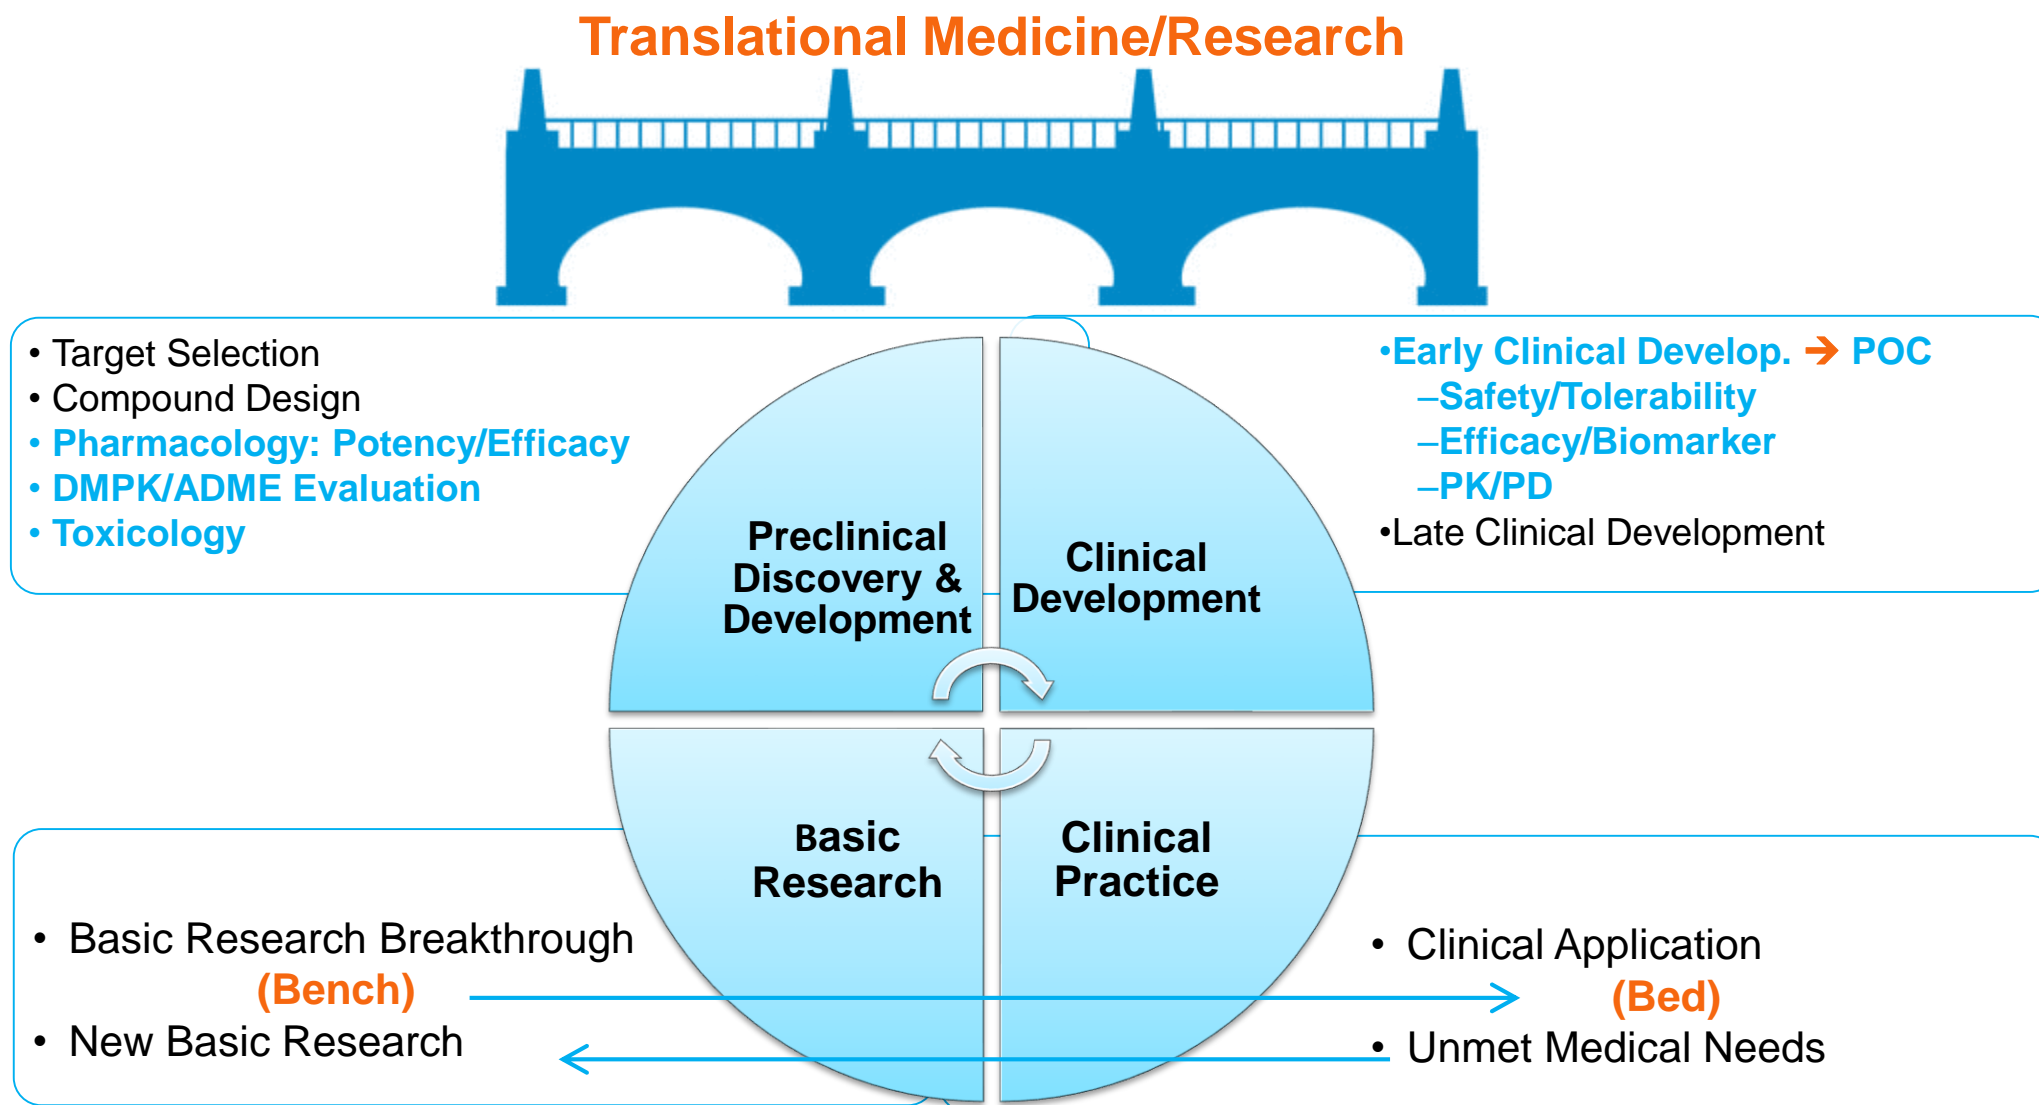 Translational Medicine/Research
• Target Selection
• Compound Design
• Pharmacology: Potency/Efficacy
• DMPK/ADME Evaluation
• Toxicology
•Early Clinical Develop. ➔ POC
–Safety/Tolerability
–Efficacy/Biomarker
–PK/PD
•Late Clinical Development
Preclinical
Discovery &
Development
Clinical
Development
Basic
Research
Clinical
Practice
• Basic Research Breakthrough
(Bench)
• New Basic Research
• Clinical Application
(Bed)
• Unmet Medical Needs